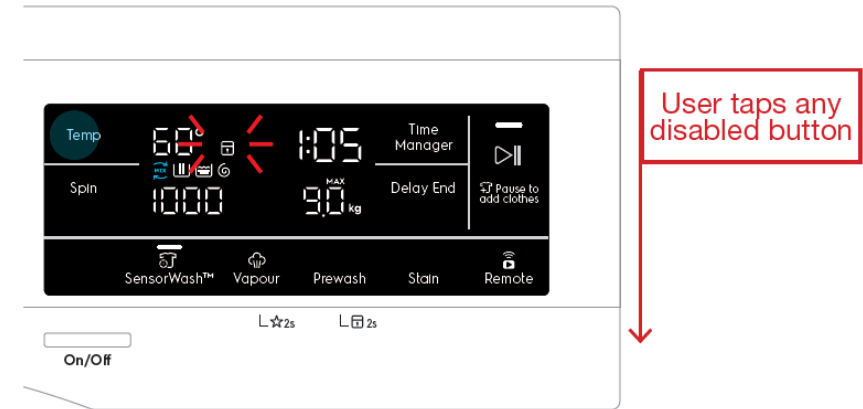 User taps any
disabled button
Temp
60°
1:05
Time
Manager
MIX
Spin
1000
MAX
9.0 kg
Delay End
Pause to
add clothes
SensorWash™
Vapour
Prewash
Stain
Remote
2s
2s
On/Off